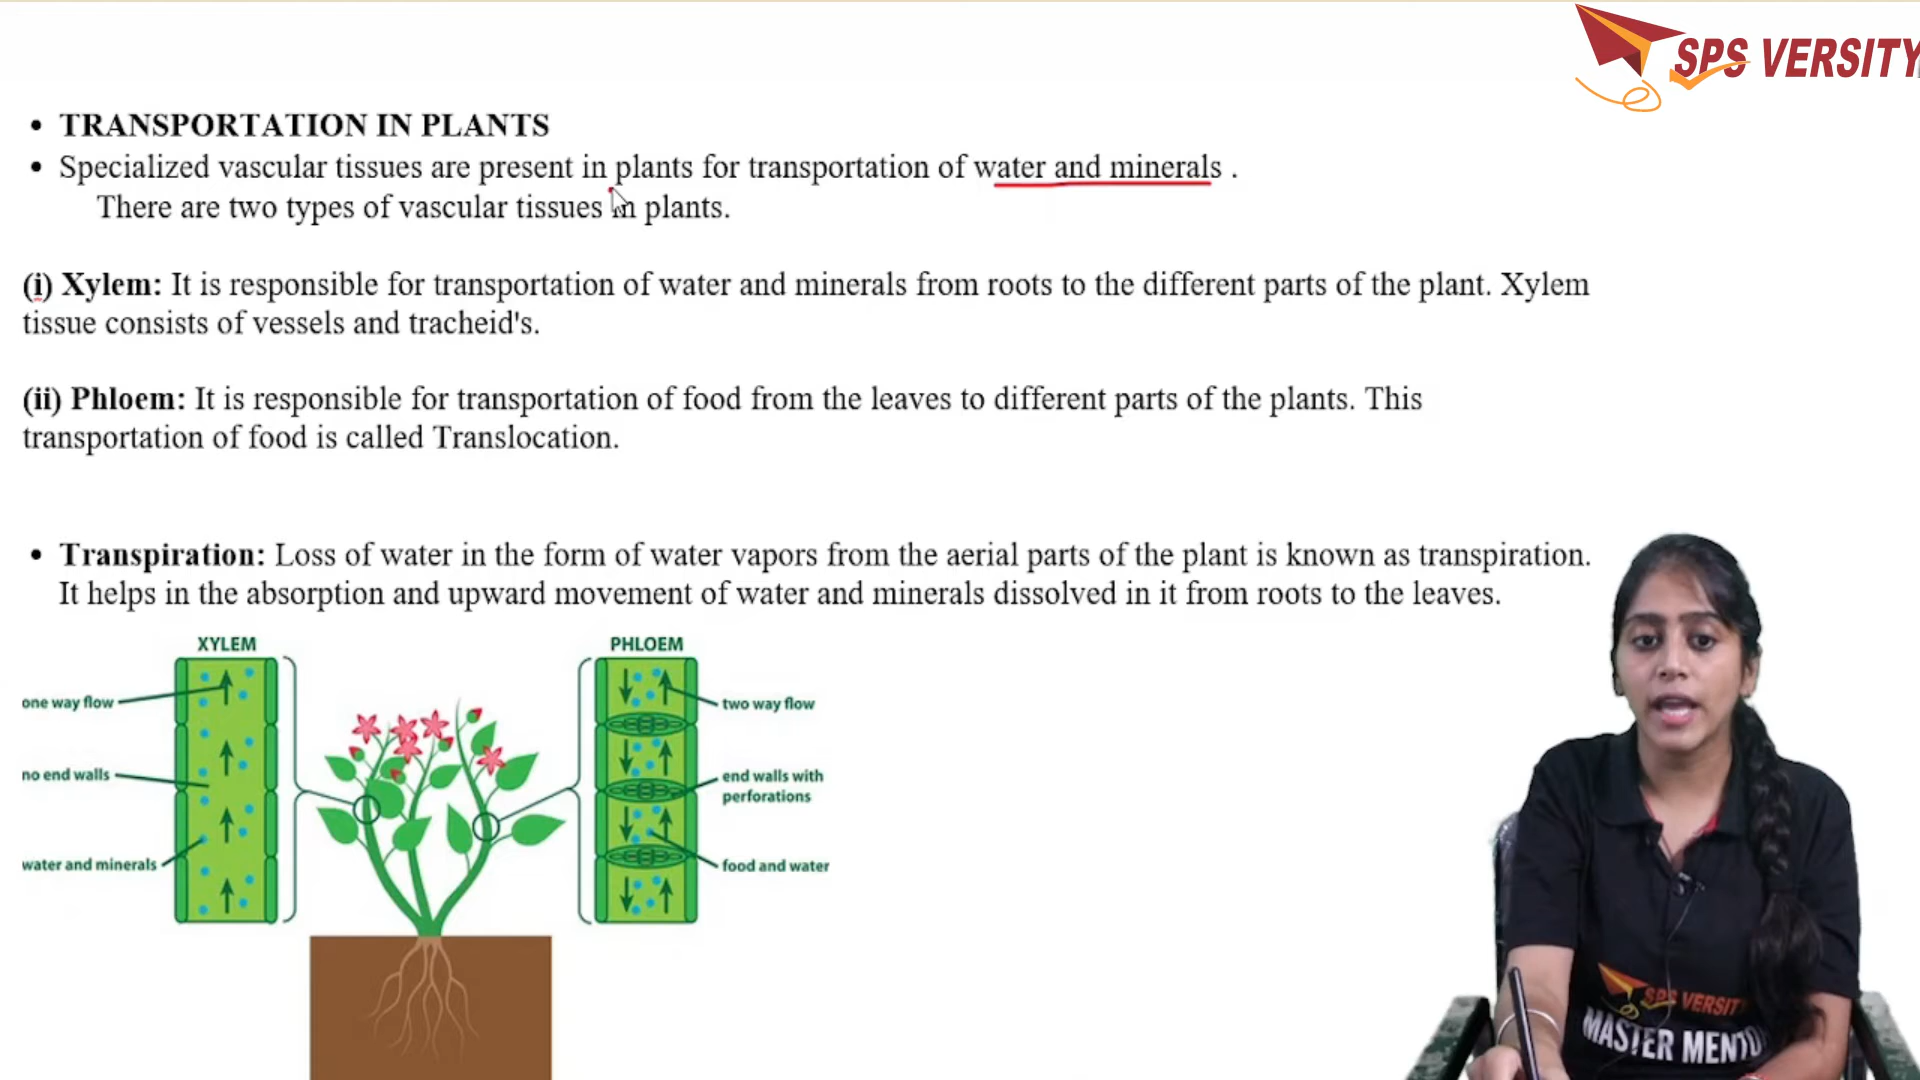 SPS VERSITY
• TRANSPORTATION IN PLANTS
• Specialized vascular tissues are present in plants for transportation of water and minerals .
There are two types of vascular tissues in plants.
(i) Xylem: It is responsible for transportation of water and minerals from roots to the different parts of the plant. Xylem
tissue consists of vessels and tracheid's.
(ii) Phloem: It is responsible for transportation of food from the leaves to different parts of the plants. This
transportation of food is called Translocation.
• Transpiration: Loss of water in the form of water vapors from the aerial parts of the plant is known as transpiration.
It helps in the absorption and upward movement of water and minerals dissolved in it from roots to the leaves.
XYLEM
one way flow
no end walls
water and minerals
PHLOEM
two way flow
end walls with
perforations
food and water
SPS VERSIT
MASTER MENTO